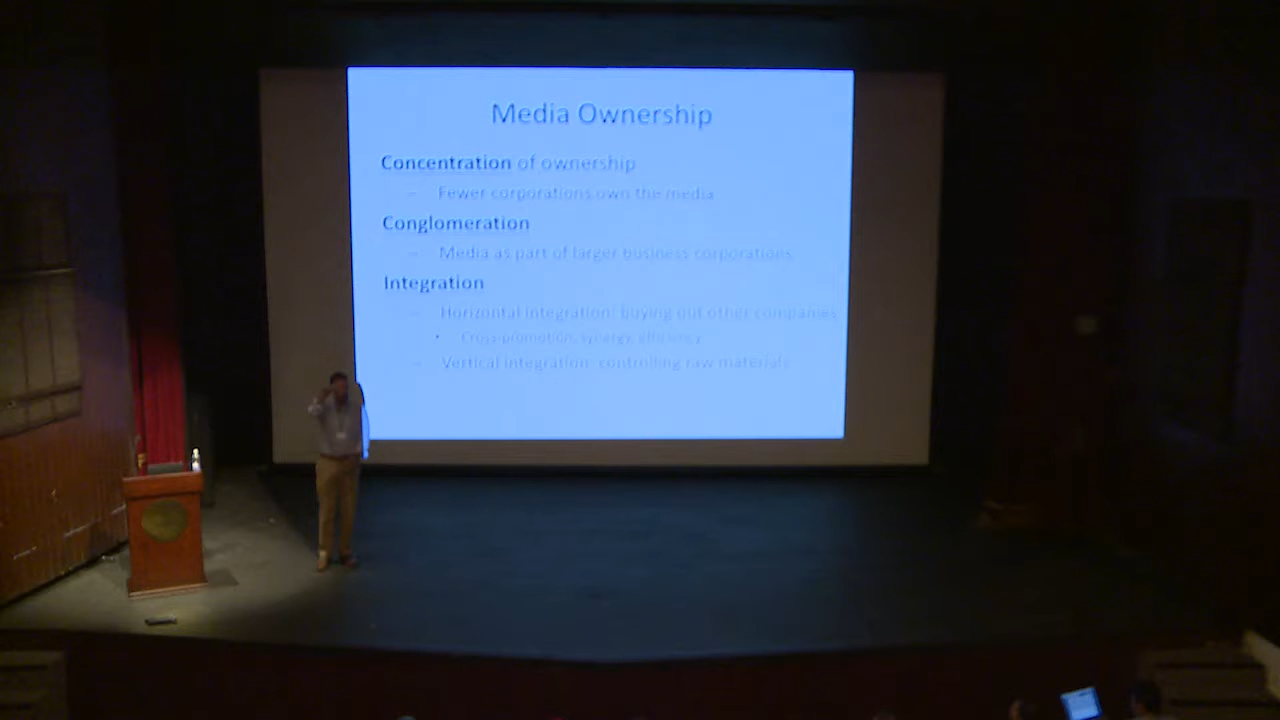 Media Ownership
Concentration of ownership
– Fewer corporations own the media
Conglomeration
– Media as part of larger business corporations
Integration
– Horizontal integration: buying out other companies
• Cross-promotion, synergy, efficiency
– Vertical integration: controlling raw materials